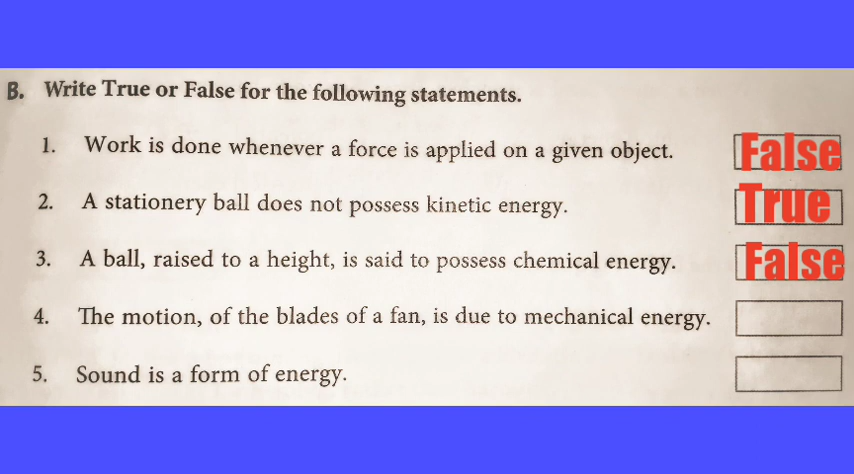 B. Write True or False for the following statements.
1. Work is done whenever a force is applied on a given object. False
2. A stationery ball does not possess kinetic energy. True
3. A ball, raised to a height, is said to possess chemical energy. False
4. The motion, of the blades of a fan, is due to mechanical energy.
5. Sound is a form of energy.